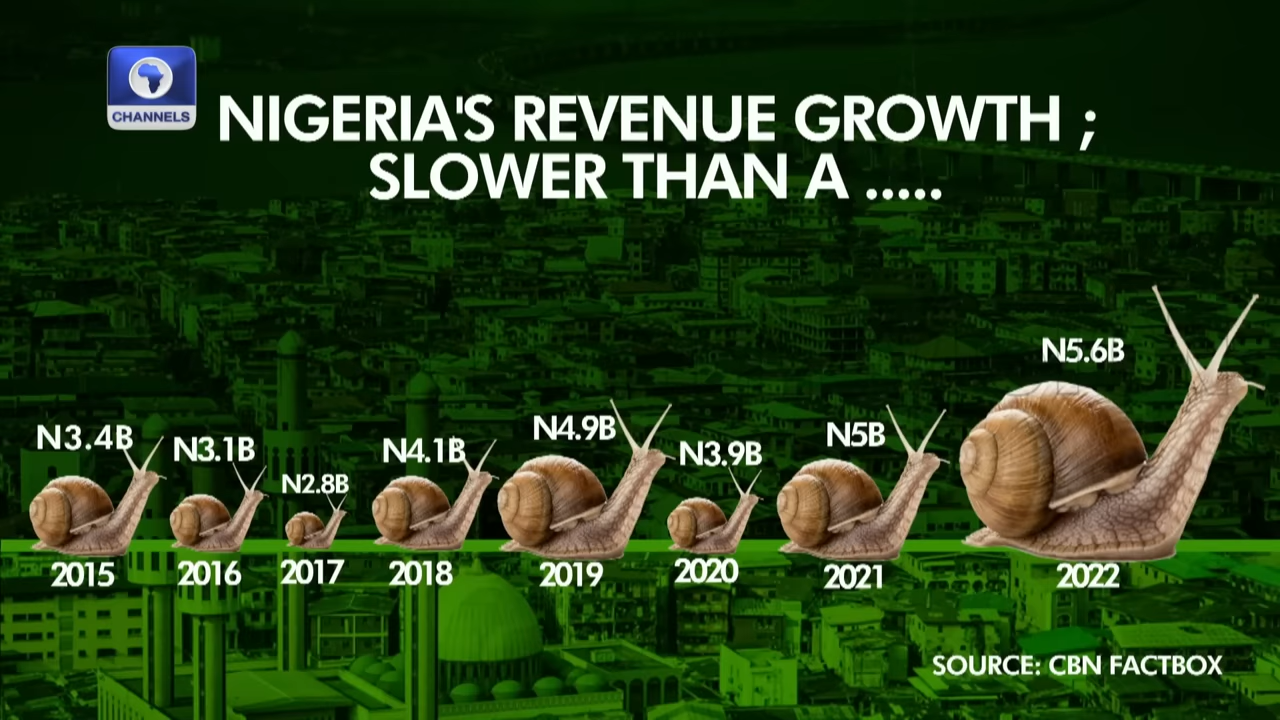 CHANNELS
NIGERIA'S REVENUE GROWTH ;
SLOWER THAN A .....
N3.4B
N3.1B
N2.8B
N4.1B
N4.9B
N3.9B
N5B
N5.6B
2015
2016
2017
2018
2019
2020
2021
2022
SOURCE: CBN FACTBOX